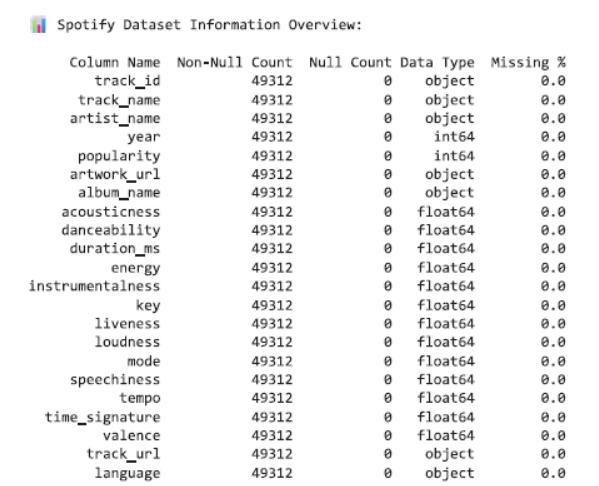 📊 Spotify Dataset Information Overview:
Column Name Non-Null Count Null Count Data Type Missing %
track_id 49312 0 object 0.0
track_name 49312 0 object 0.0
artist_name 49312 0 object 0.0
year 49312 0 int64 0.0
popularity 49312 0 int64 0.0
artwork_url 49312 0 object 0.0
album_name 49312 0 object 0.0
acousticness 49312 0 float64 0.0
danceability 49312 0 float64 0.0
duration_ms 49312 0 float64 0.0
energy 49312 0 float64 0.0
instrumentalness 49312 0 float64 0.0
key 49312 0 float64 0.0
liveness 49312 0 float64 0.0
loudness 49312 0 float64 0.0
mode 49312 0 float64 0.0
speechiness 49312 0 float64 0.0
tempo 49312 0 float64 0.0
time_signature 49312 0 float64 0.0
valence 49312 0 float64 0.0
track_url 49312 0 object 0.0
language 49312 0 object 0.0